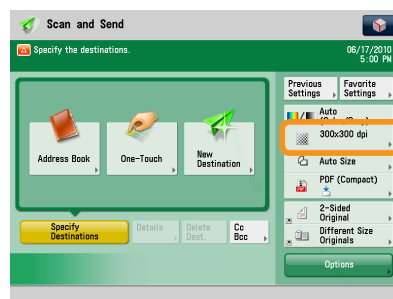 Scan and Send
Specify the destinations.
06/17/2010
5:00 PM
Previous
Settings
Favorite
Settings
Auto
300x300 dpi
Address Book
One-Touch
New
Destination
Auto Size
PDF (Compact)
2-Sided
Original
Different Size
Originals
Specify
Destinations
Details
Delete
Dest.
Cc
Bcc
Options